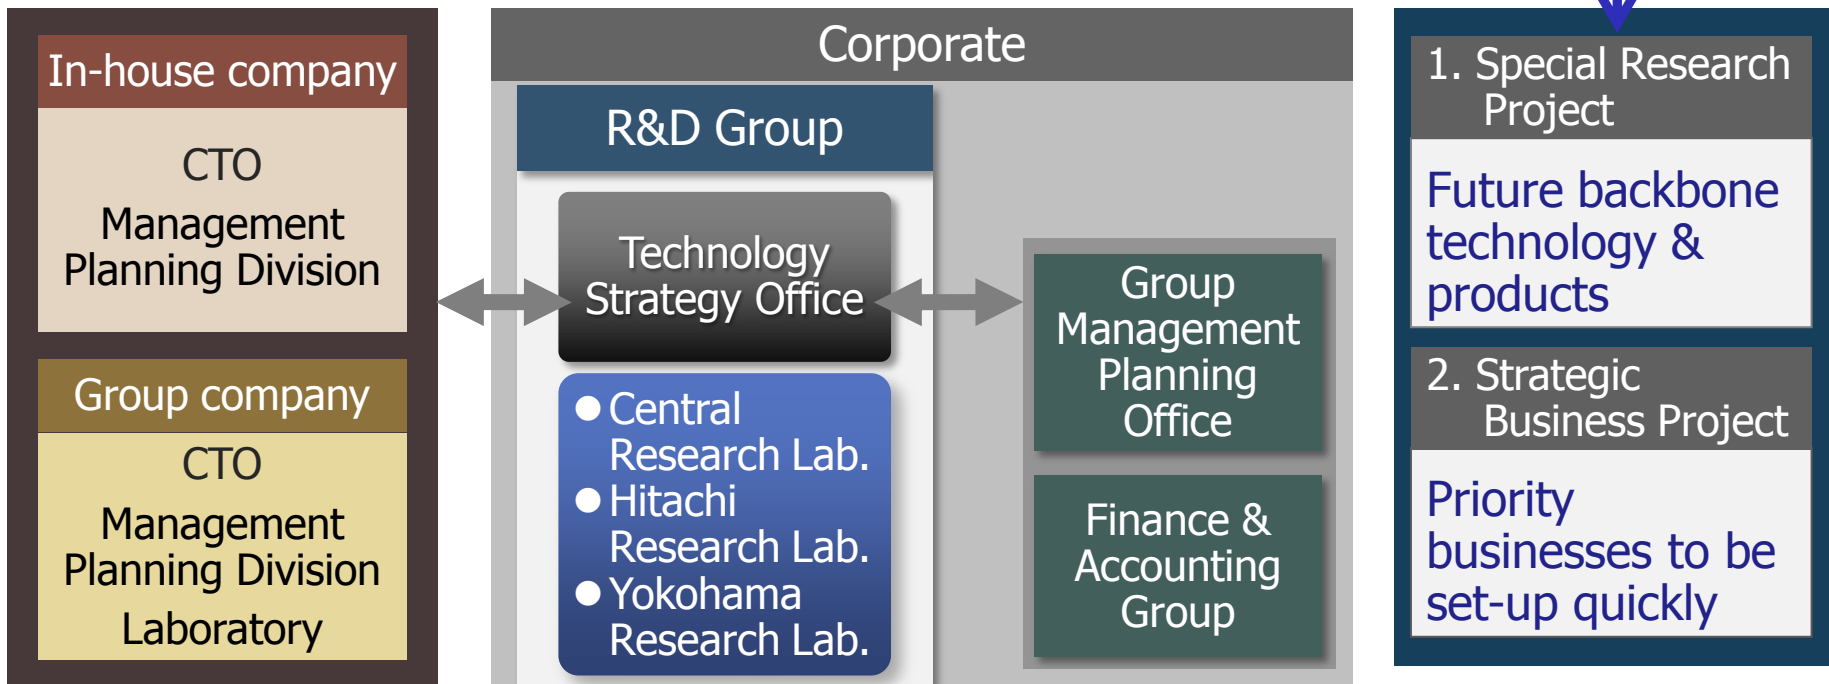 In-house company
CTO
Management
Planning Division
Group company
CTO
Management
Planning Division
Laboratory
Corporate
R&D Group
Technology
Strategy Office
● Central
Research Lab.
● Hitachi
Research Lab.
● Yokohama
Research Lab.
Group
Management
Planning
Office
Finance &
Accounting
Group
1. Special Research
Project
Future backbone
technology &
products
2. Strategic
Business Project
Priority
businesses to be
set-up quickly